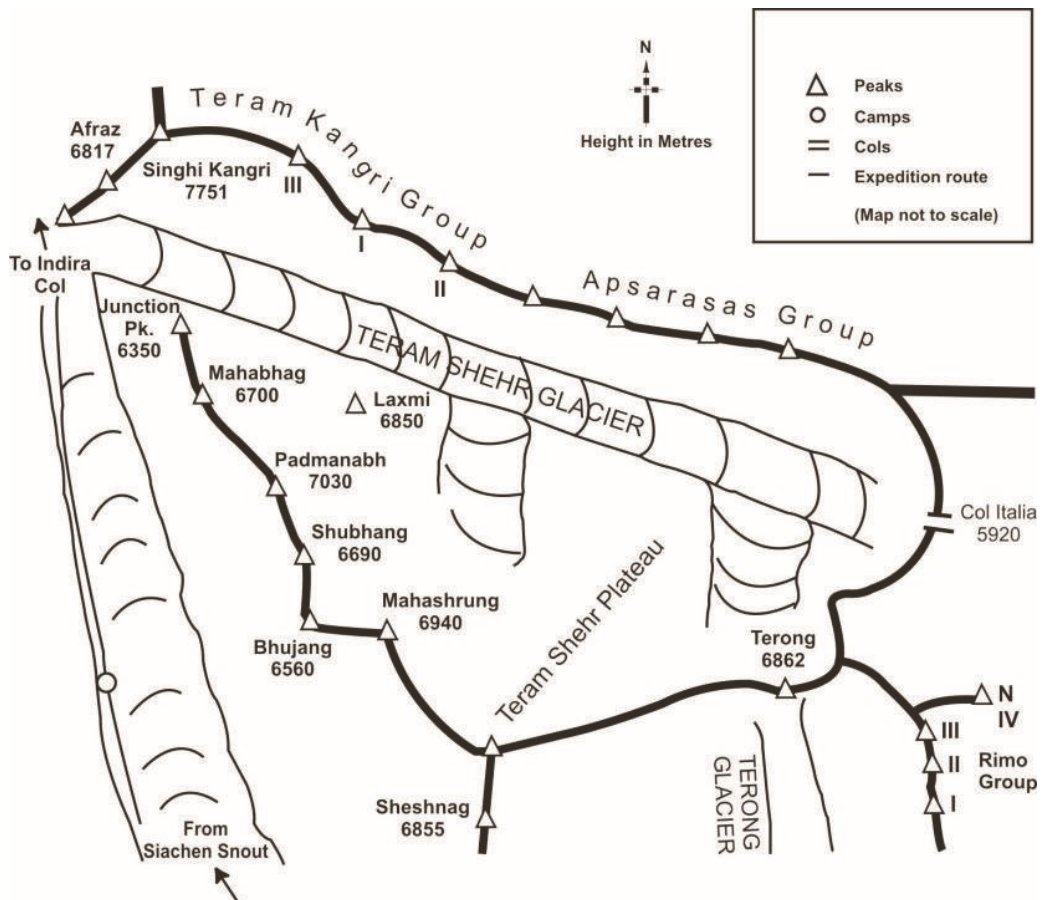 N
Height in Metres
Peaks
Camps
Cols
Expedition route
(Map not to scale)
Teram Kangri Group
Afraz
6817
Singhi Kangri
7751
III
I
II
Apsarasas Group
To Indira
Col
Junction
Pk.
6350
TERAM SHEHR GLACIER
Mahabhag
6700
Laxmi
6850
Padmanabh
7030
Col Italia
5920
Shubhang
6690
Mahashrung
6940
Bhujang
6560
Teram Shehr Plateau
Terong
6862
N
IV
III
II
I
Rimo
Group
TERONG
GLACIER
Sheshnag
6855
From
Siachen Snout